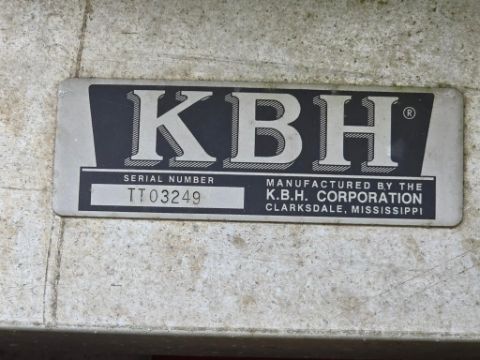 KBH®
SERIAL NUMBER
TT03249
MANUFACTURED BY THE
K.B.H. CORPORATION
CLARKSDALE, MISSISSIPPI